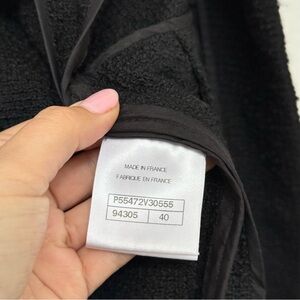 MADE IN FRANCE
FABRIQUE EN FRANCE
P55472V30555
94305 40